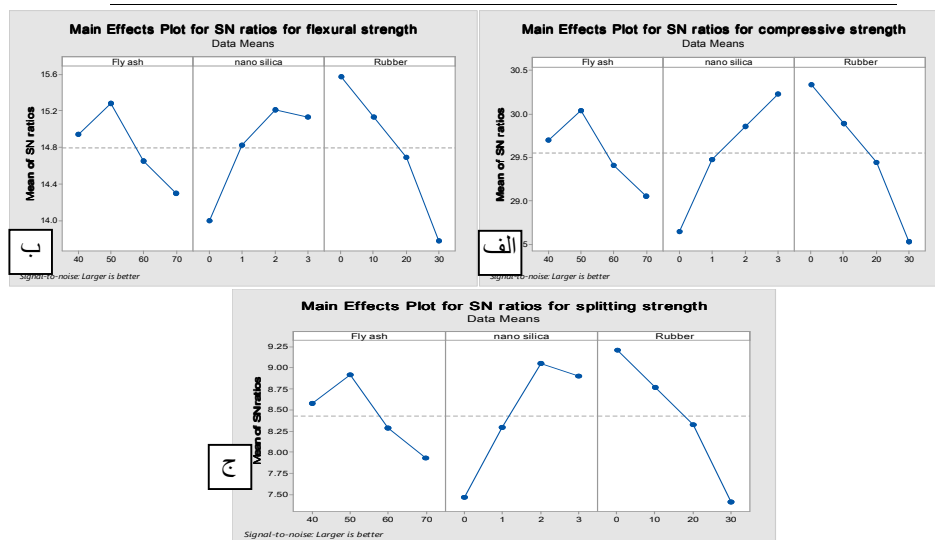 Main Effects Plot for SN ratios for flexural strength
Data Means
Fly ash nano silica Rubber
15.6
15.2
14.8
14.4
14.0
Mean of SN ratios
40 50 60 70 0 1 2 3 0 10 20 30
Signal-to-noise: Larger is better
ب
Main Effects Plot for SN ratios for compressive strength
Data Means
Fly ash nano silica Rubber
30.5
30.0
29.5
29.0
5
Mean of SN ratios
40 50 60 70 0 1 2 3 0 10 20 30
Signal-to-noise: Larger is better
الف
Main Effects Plot for SN ratios for splitting strength
Data Means
Fly ash nano silica Rubber
9.25
9.00
8.75
8.50
8.25
8.00
7.75
7.50
Mean of SN ratios
40 50 60 70 0 1 2 3 0 10 20 30
Signal-to-noise: Larger is better
ج